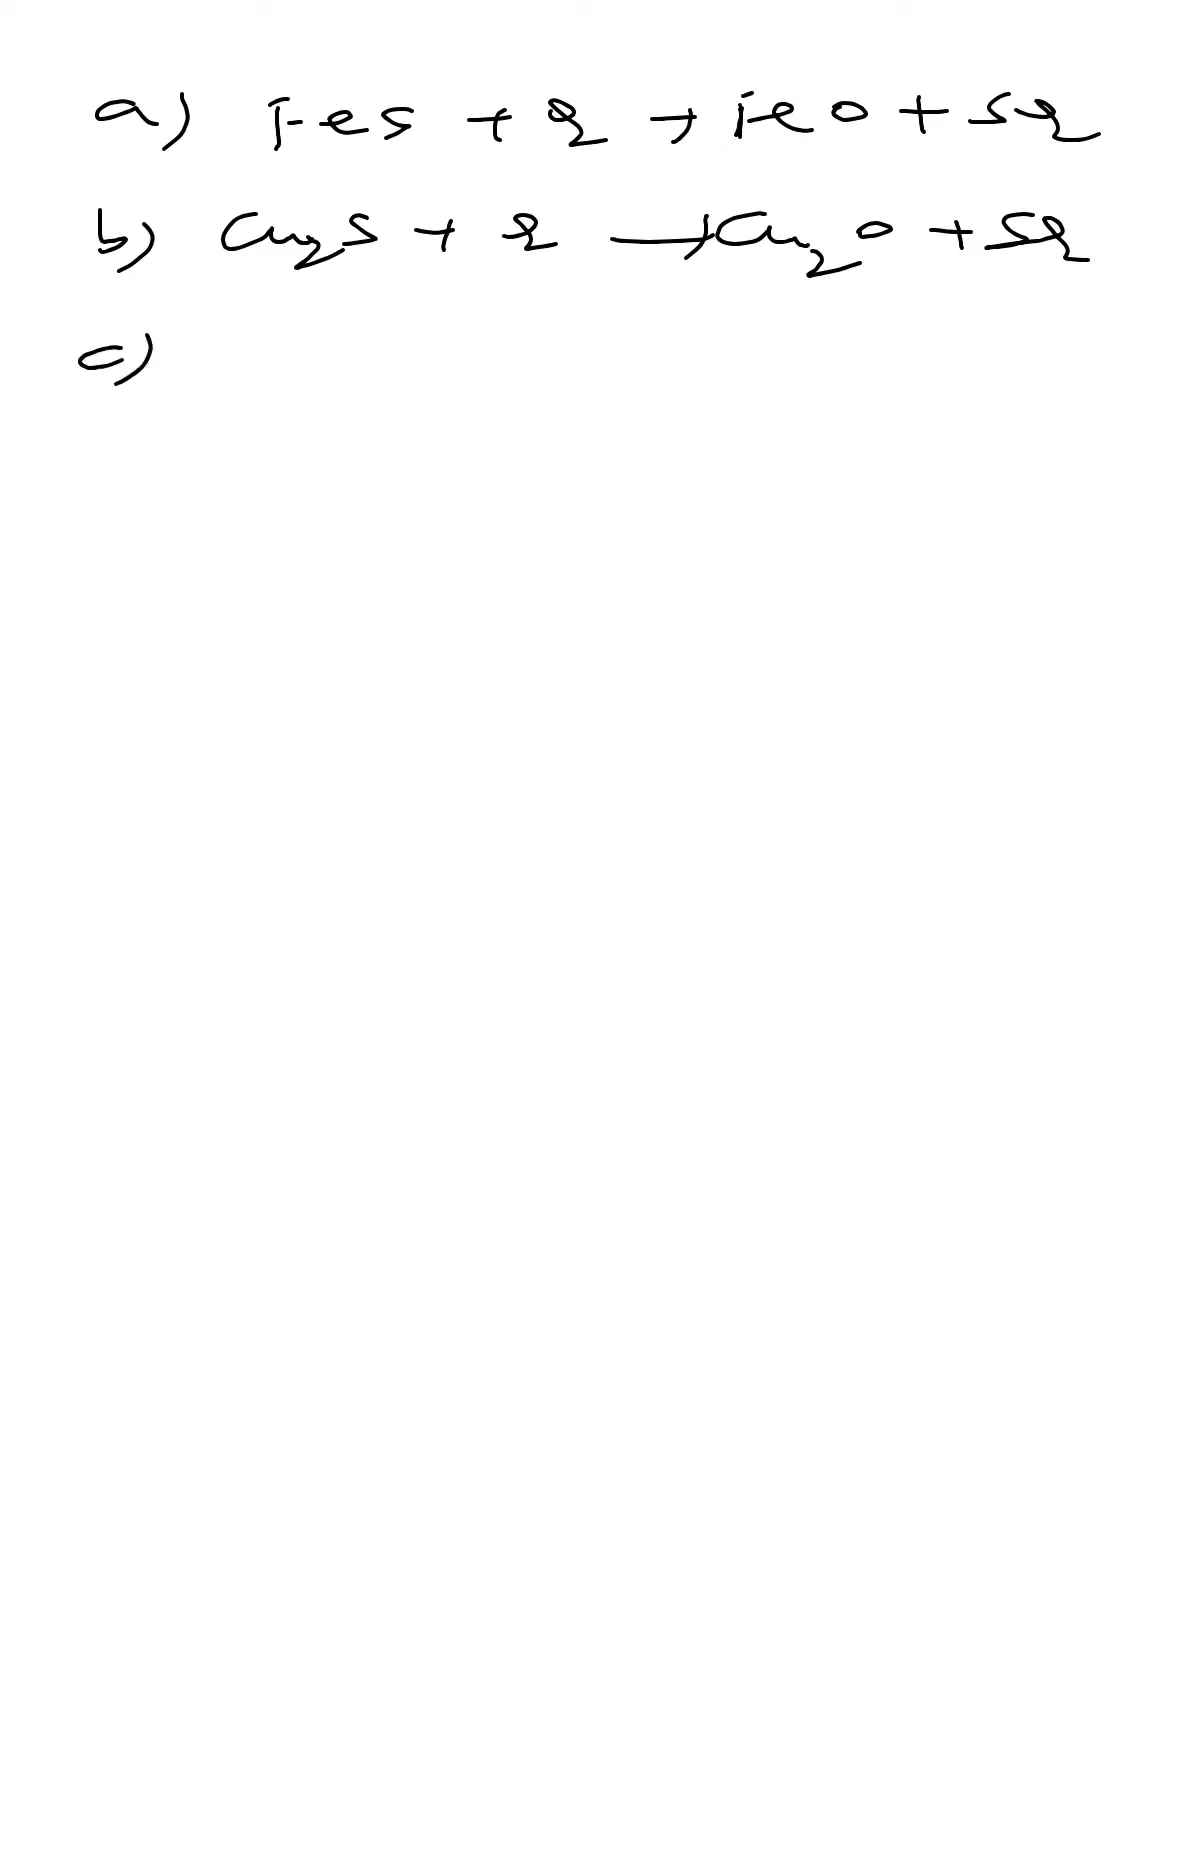 a) FeS + O₂ → FeO + SO₂
b) Cu₂S + O₂ → Cu₂O + SO₂
c)